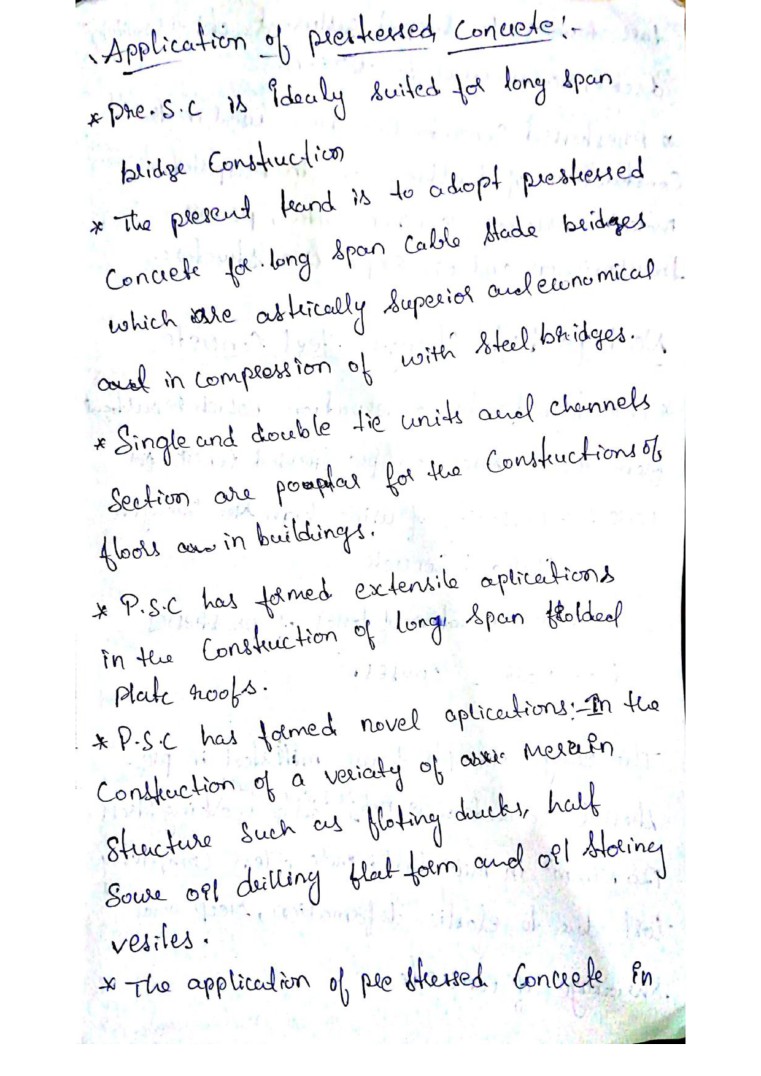 Application of prestressed Concrete:-
* Pre.S.C is Idealy suited for long span
bridge Construction
* The present trand is to adopt prestressed
Concrete for long span Cable stade bridges
which are astrically superior and economical
and in compression of with steel, bridges.
* Single and double tie units and channels
Section are pouplar for the Constructions of
floors in buildings.
* P.S.C has formed extensile aplications
in the Construction of long span folded
Plate roofs.
* P.S.C has formed novel aplications:- In the
Construction of a veriaty of Merain
Structure Such as floting ducks, half
Soure oil drilling flat form and oil Storing
vesiles.
* The application of pre stressed Concrete in